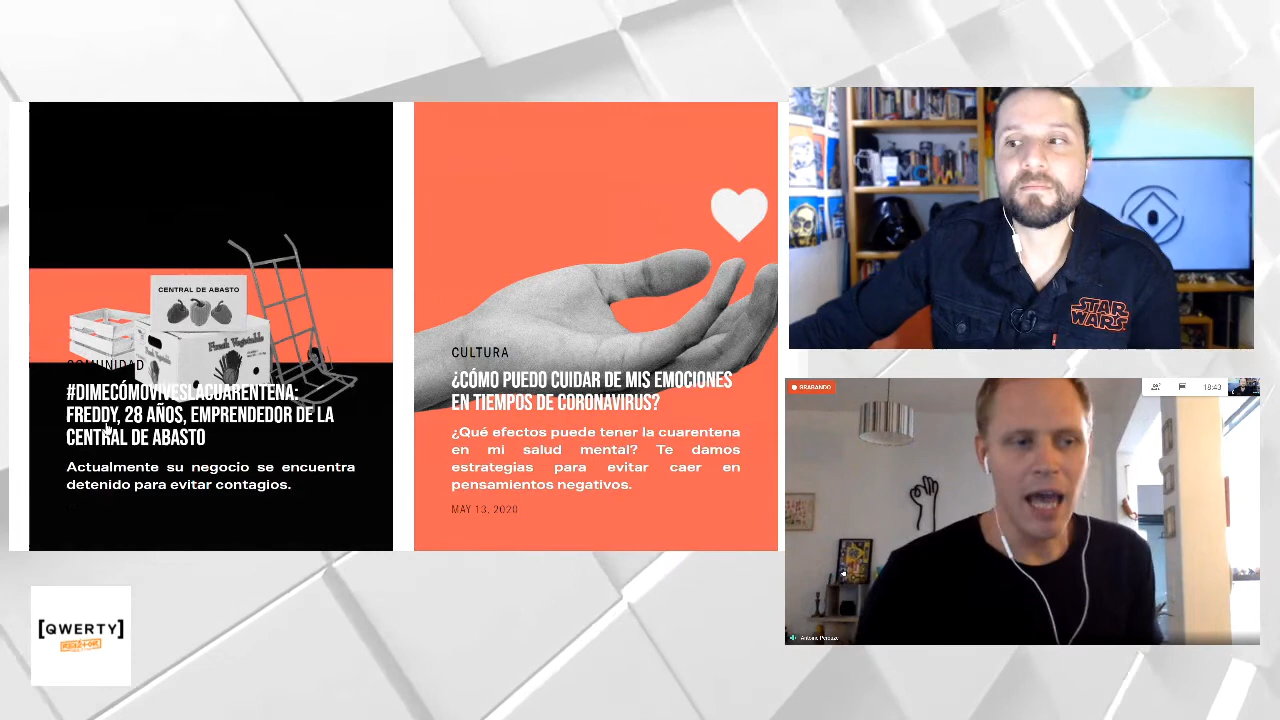 CENTRAL DE ABASTO
Fresh Vegetable
Fresh Vegetable
COMUNIDAD
#DIMECÓMOVIVESLACUARENTENA:
FREDDY, 28 AÑOS, EMPRENDEDOR DE LA
CENTRAL DE ABASTO
Actualmente su negocio se encuentra
detenido para evitar contagios.
CULTURA
¿CÓMO PUEDO CUIDAR DE MIS EMOCIONES
EN TIEMPOS DE CORONAVIRUS?
¿Qué efectos puede tener la cuarentena
en mi salud mental? Te damos
estrategias para evitar caer en
pensamientos negativos.
MAY 13, 2020
STAR
WARS
GRABANDO
18:43
[QWERTY]